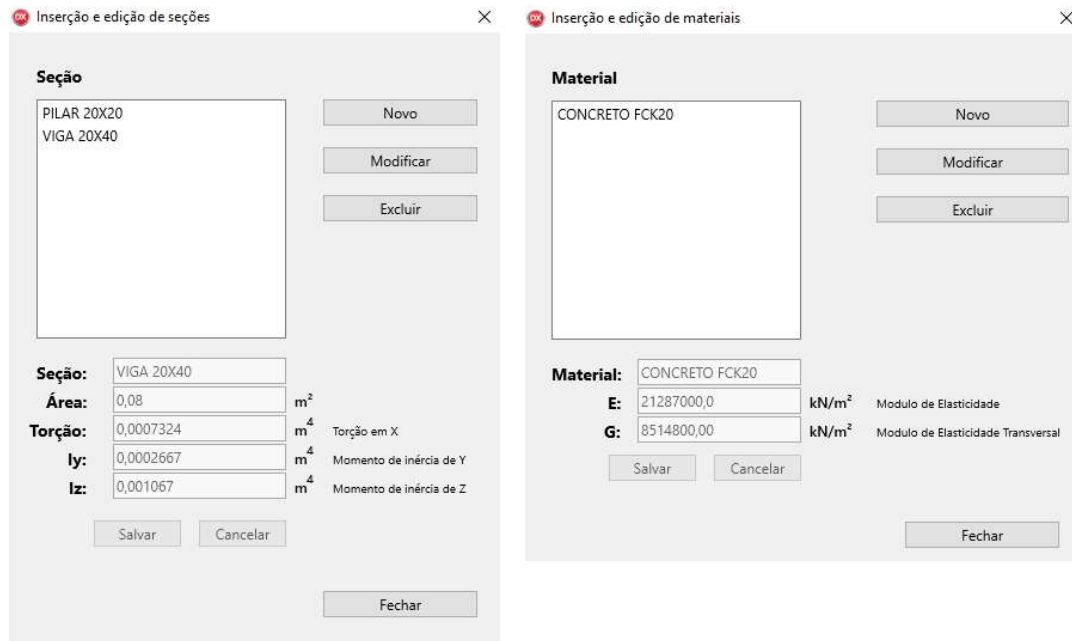 Inserção e edição de seções
Seção
PILAR 20X20
VIGA 20X40
Novo
Modificar
Excluir
Seção: VIGA 20X40
Área: 0,08 m²
Torção: 0,0007324 m⁴ Torção em X
Iy: 0,0002667 m⁴ Momento de inércia de Y
Iz: 0,001067 m⁴ Momento de inércia de Z
Salvar Cancelar
Fechar
Inserção e edição de materiais
Material
CONCRETO FCK20
Novo
Modificar
Excluir
Material: CONCRETO FCK20
E: 21287000,0 kN/m² Modulo de Elasticidade
G: 8514800,00 kN/m² Modulo de Elasticidade Transversal
Salvar Cancelar
Fechar